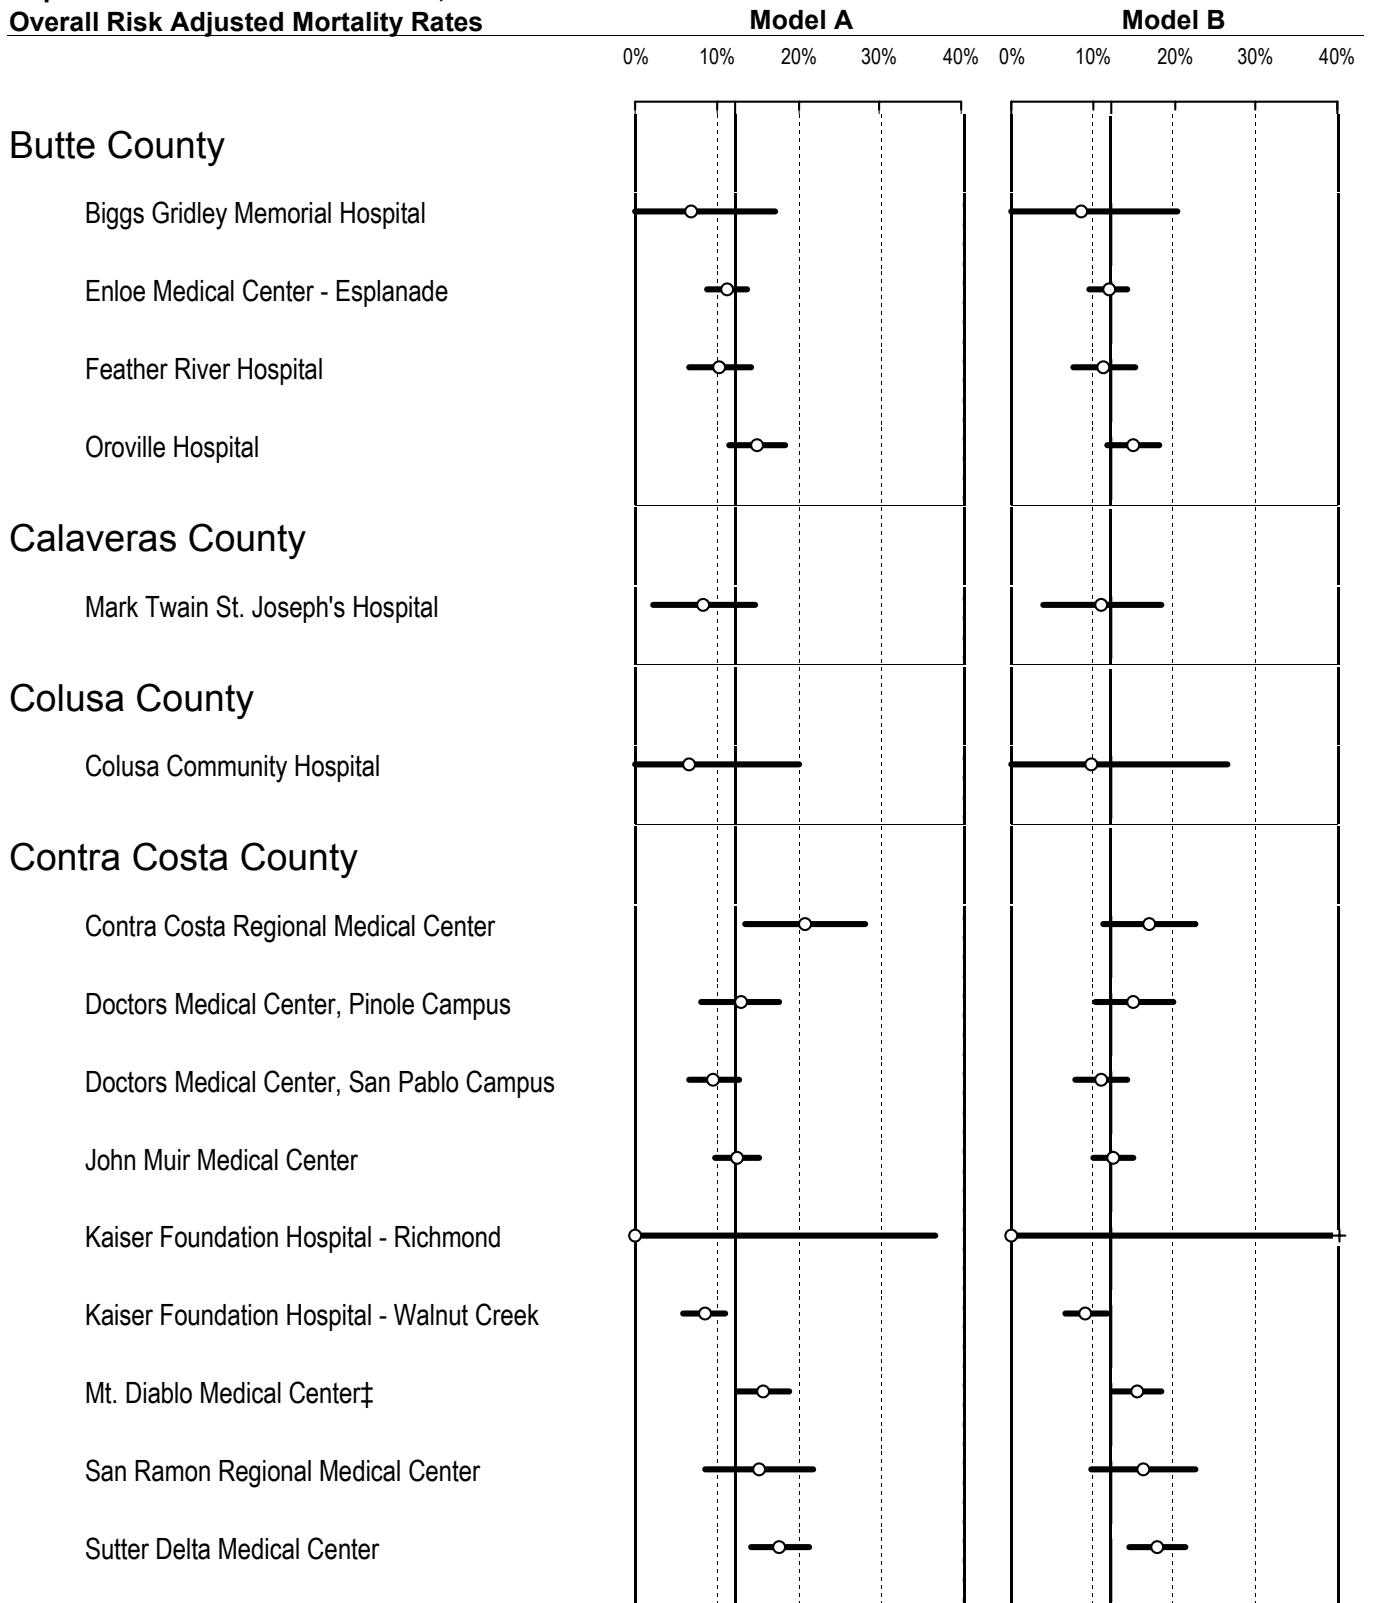 Overall Risk Adjusted Mortality Rates Model A Model B
0% 10% 20% 30% 40% 0% 10% 20% 30% 40%
Butte County
Biggs Gridley Memorial Hospital
Enloe Medical Center - Esplanade
Feather River Hospital
Oroville Hospital
Calaveras County
Mark Twain St. Joseph's Hospital
Colusa County
Colusa Community Hospital
Contra Costa County
Contra Costa Regional Medical Center
Doctors Medical Center, Pinole Campus
Doctors Medical Center, San Pablo Campus
John Muir Medical Center
Kaiser Foundation Hospital - Richmond
Kaiser Foundation Hospital - Walnut Creek
Mt. Diablo Medical Center‡
San Ramon Regional Medical Center
Sutter Delta Medical Center